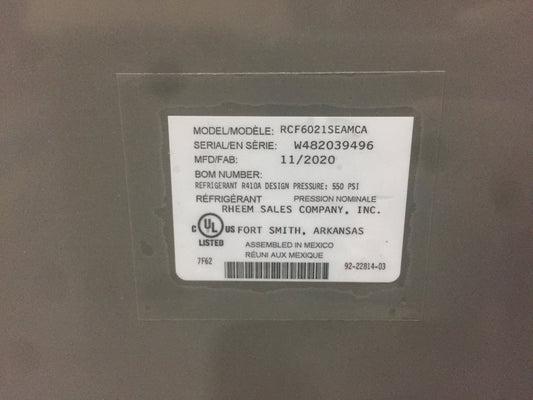 MODEL/MODÈLE: RCF6021SEAMCA
SERIAL/EN SÉRIE: W482039496
MFD/FAB: 11/2020
BOM NUMBER:
REFRIGERANT R410A DESIGN PRESSURE: 550 PSI
RÉFRIGÉRANT PRESSION NOMINALE
RHEEM SALES COMPANY, INC.
C UL US FORT SMITH, ARKANSAS
LISTED ASSEMBLED IN MEXICO
RÉUNI AUX MEXIQUE
7F62 92-22814-03